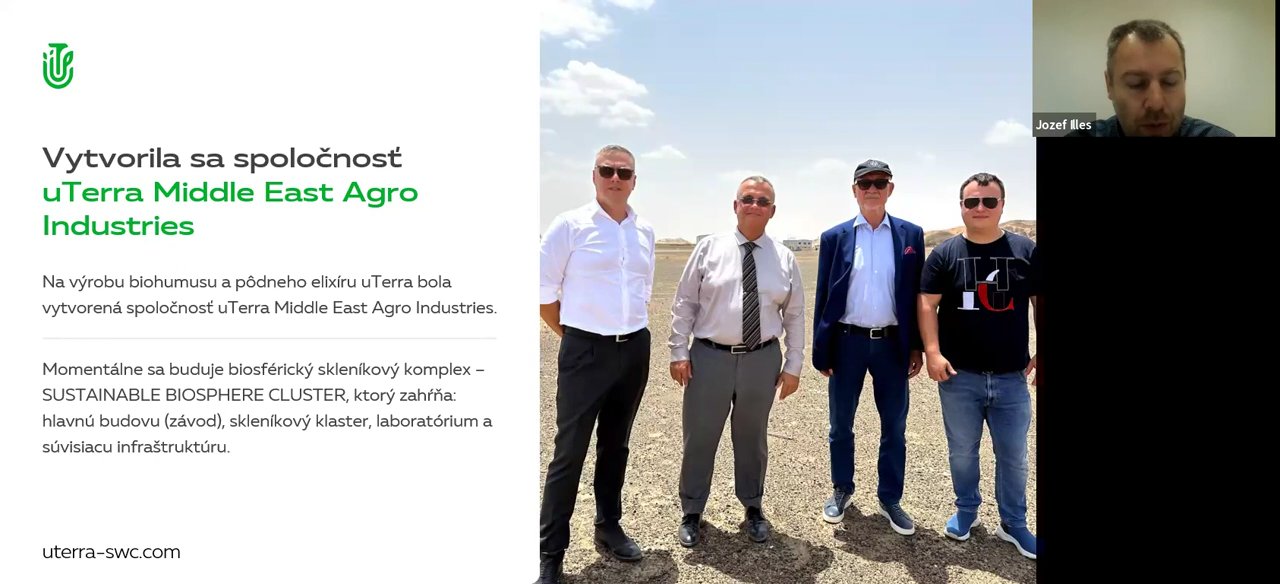 Vytvorila sa spoločnosť
uTerra Middle East Agro
Industries
Na výrobu biohumusu a pôdneho elixíru uTerra bola
vytvorená spoločnosť uTerra Middle East Agro Industries.
Momentálne sa buduje biosférický skleníkový komplex –
SUSTAINABLE BIOSPHERE CLUSTER, ktorý zahŕňa:
hlavnú budovu (závod), skleníkový klaster, laboratórium a
súvisiacu infraštruktúru.
uterra-swc.com
Jozef Illes